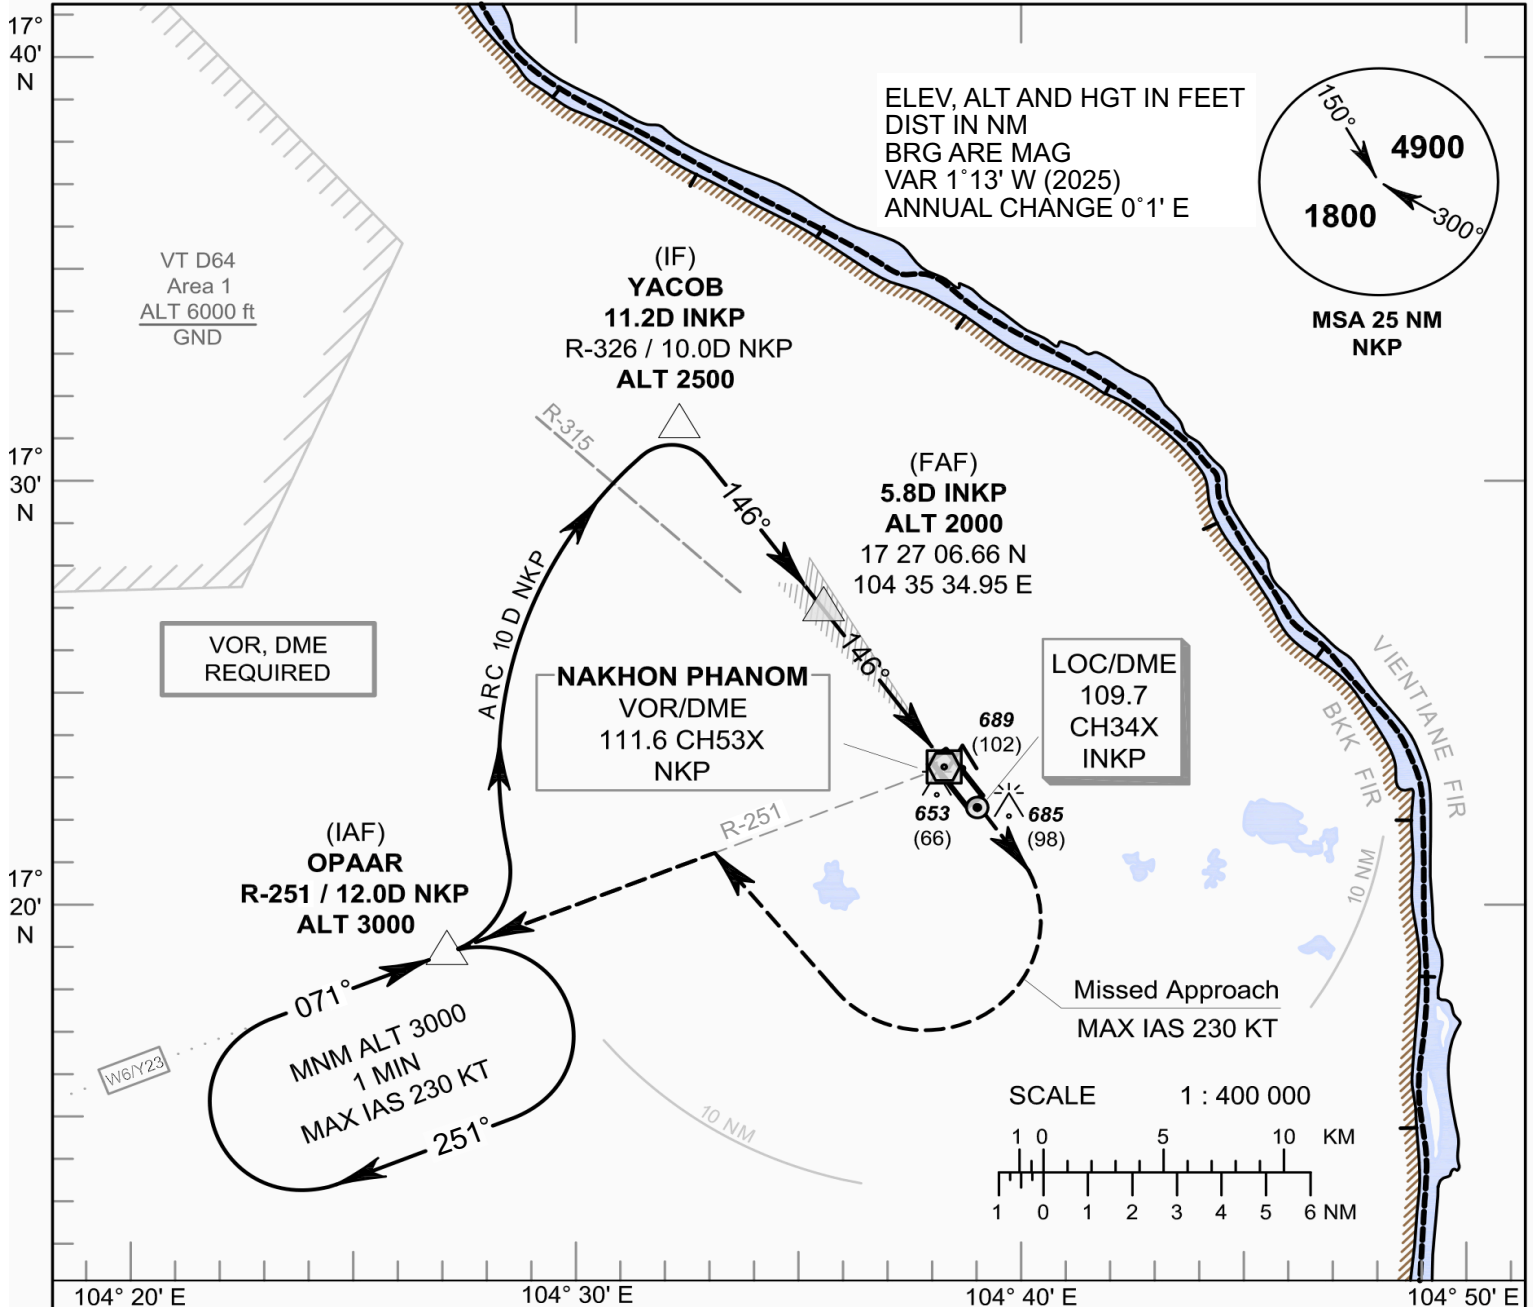 17°
40'
N
ELEV, ALT AND HGT IN FEET
DIST IN NM
BRG ARE MAG
VAR 1°13' W (2025)
ANNUAL CHANGE 0°1' E
150°
4900
1800
300°
MSA 25 NM
NKP
VT D64
Area 1
ALT 6000 ft
GND
(IF)
YACOB
11.2D INKP
R-326 / 10.0D NKP
ALT 2500
R-315
17°
30'
N
(FAF)
5.8D INKP
ALT 2000
17 27 06.66 N
104 35 34.95 E
146°
146°
ARC 10 D NKP
VOR, DME
REQUIRED
NAKHON PHANOM
VOR/DME
111.6 CH53X
NKP
LOC/DME
109.7
CH34X
INKP
VIENTIANE FIR
BKK FIR
689
(102)
653
(66)
685
(98)
R-251
(IAF)
OPAAR
R-251 / 12.0D NKP
ALT 3000
17°
20'
N
10 NM
071°
MNM ALT 3000
1 MIN
MAX IAS 230 KT
251°
W6/Y23
Missed Approach
MAX IAS 230 KT
10 NM
SCALE 1 : 400 000
1 0 5 10 KM
1 0 1 2 3 4 5 6 NM
104° 20' E 104° 30' E 104° 40' E 104° 50' E